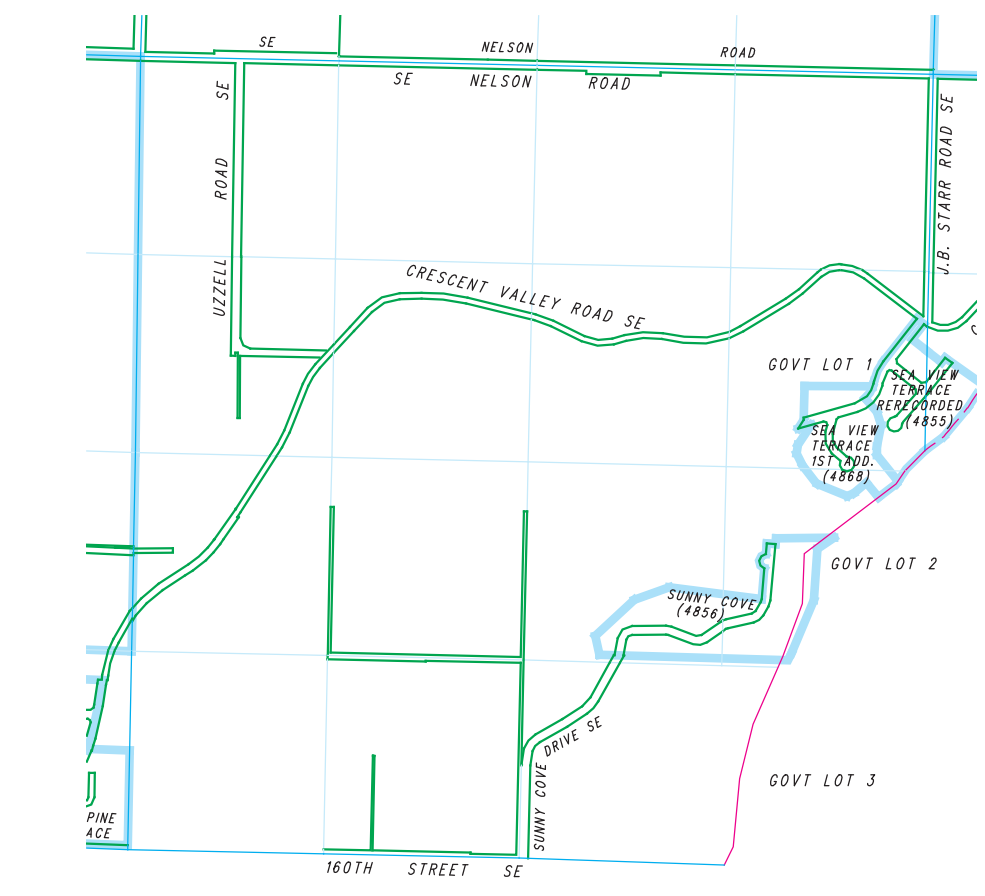 SE NELSON ROAD
SE NELSON ROAD
UZZELL ROAD SE
J.B. STARR ROAD SE
CRESCENT VALLEY ROAD SE
GOVT LOT 1
SEA VIEW
TERRACE
RERECORDED
(4855)
SEA VIEW
TERRACE
1ST ADD.
(4868)
GOVT LOT 2
SUNNY COVE
(4856)
SUNNY COVE DRIVE SE
GOVT LOT 3
PINE
ACE
160TH STREET SE